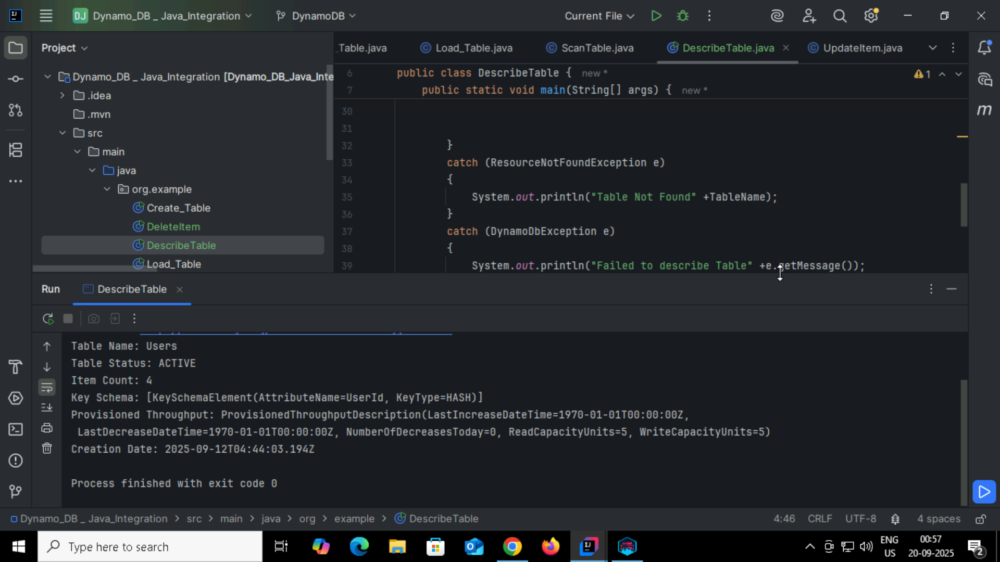 DJ Dynamo_DB _ Java_Integration DynamoDB Current File
Project
Table.java Load_Table.java ScanTable.java DescribeTable.java UpdateItem.java
Dynamo_DB _ Java_Integration [Dynamo_DB_Java_Inte
.idea
.mvn
src
main
java
org.example
Create_Table
DeleteItem
DescribeTable
Load_Table
6 public class DescribeTable { new *
7 public static void main(String[] args) { new *
1
30
31
32 }
33 catch (ResourceNotFoundException e)
34 {
35 System.out.println("Table Not Found" +TableName);
36 }
37 catch (DynamoDbException e)
38 {
39 System.out.println("Failed to describe Table" +e.getMessage());
m
Run DescribeTable
Table Name: Users
Table Status: ACTIVE
Item Count: 4
Key Schema: [KeySchemaElement(AttributeName=UserId, KeyType=HASH)]
Provisioned Throughput: ProvisionedThroughputDescription(LastIncreaseDateTime=1970-01-01T00:00:00Z,
LastDecreaseDateTime=1970-01-01T00:00:00Z, NumberOfDecreasesToday=0, ReadCapacityUnits=5, WriteCapacityUnits=5)
Creation Date: 2025-09-12T04:44:03.194Z
Process finished with exit code 0
Dynamo_DB _ Java_Integration > src > main > java > org > example > DescribeTable 4:46 CRLF UTF-8 4 spaces
Type here to search
ENG
US
00:57
20-09-2025
2